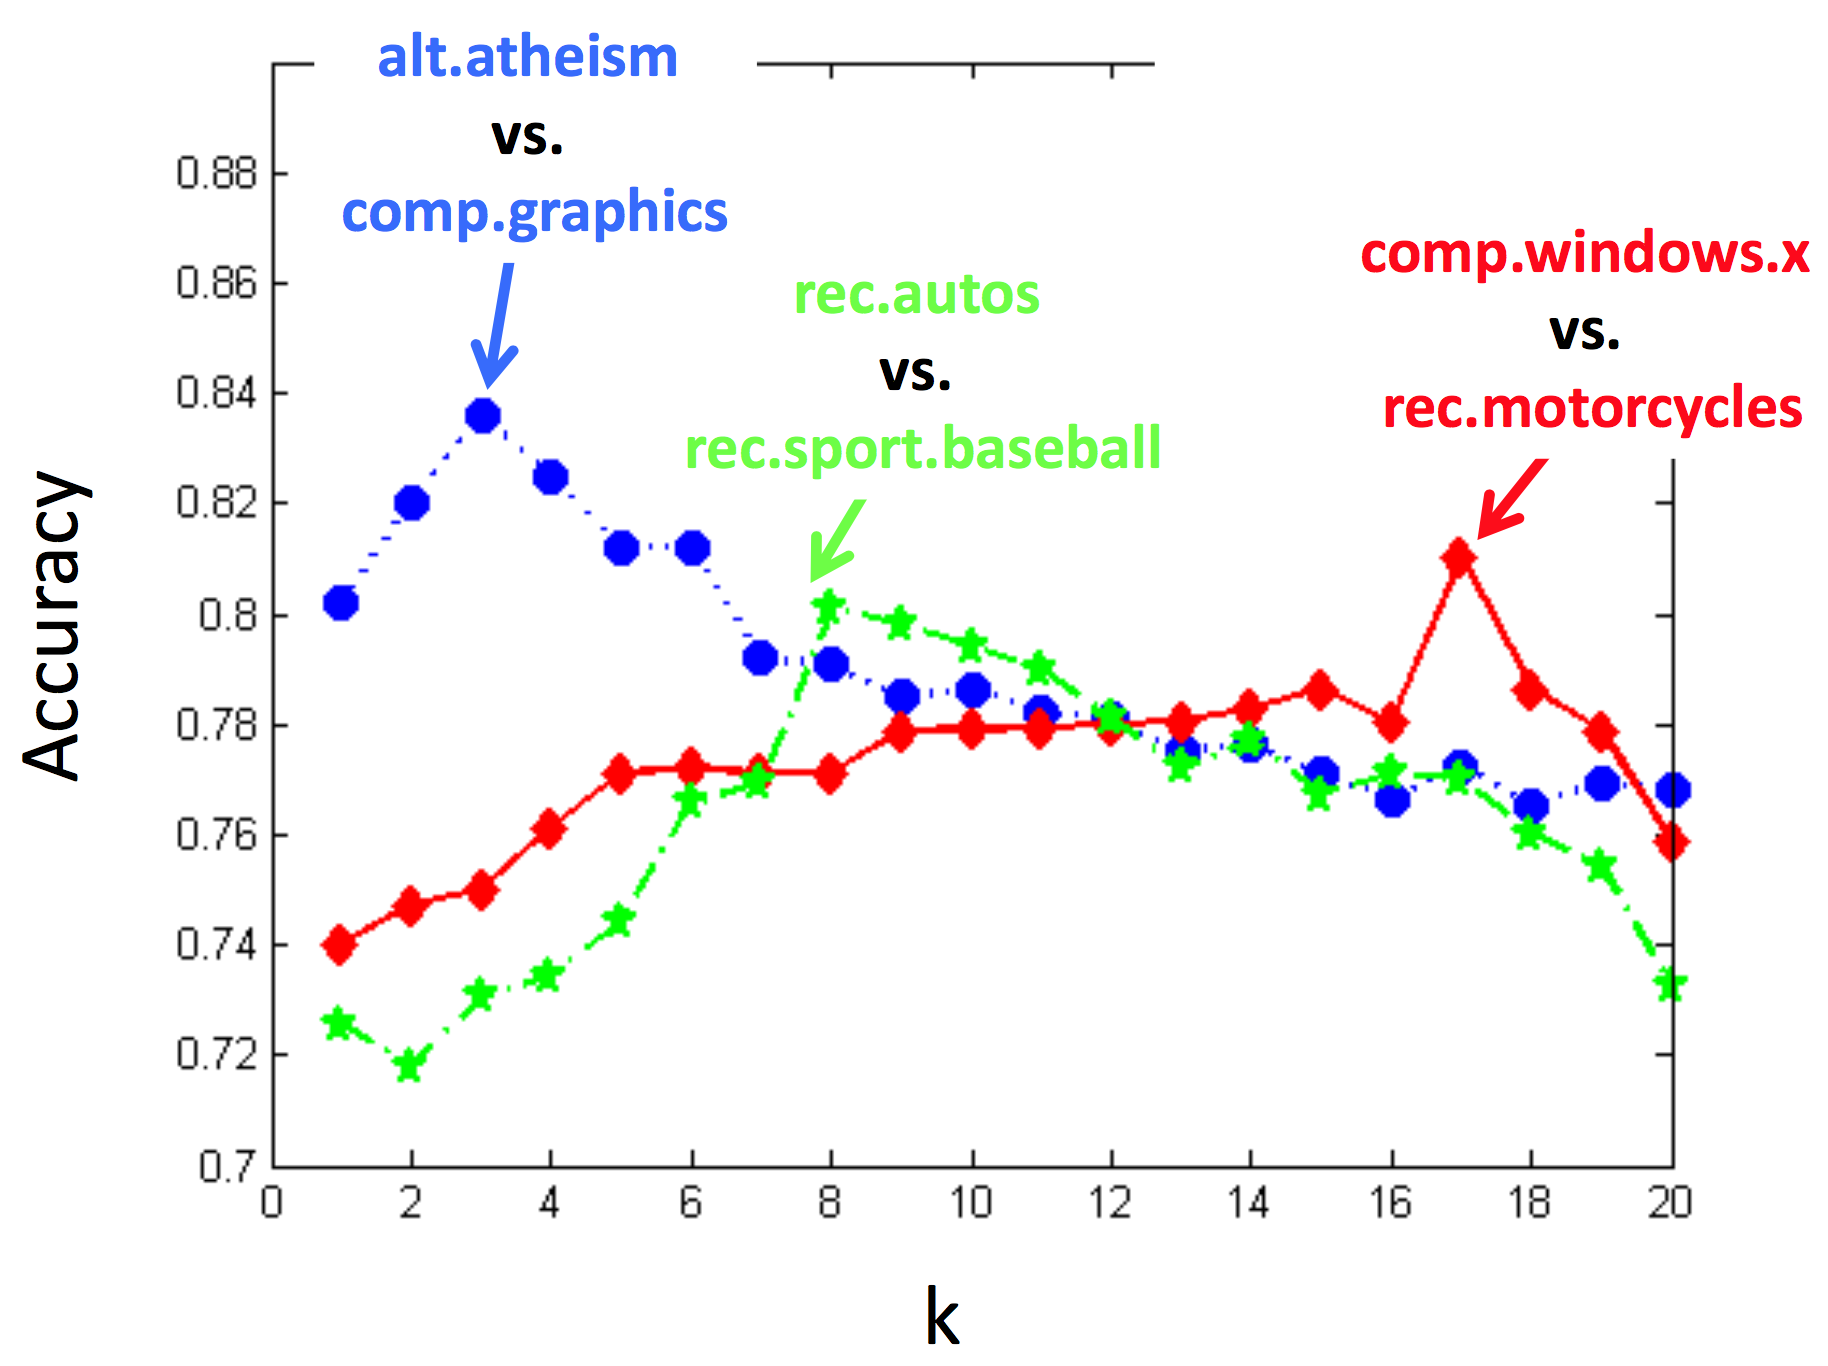 alt.atheism
vs.
comp.graphics
rec.autos
vs.
rec.sport.baseball
comp.windows.x
vs.
rec.motorcycles
Accuracy
0.88
0.86
0.84
0.82
0.8
0.78
0.76
0.74
0.72
0.7
0 2 4 6 8 10 12 14 16 18 20
k